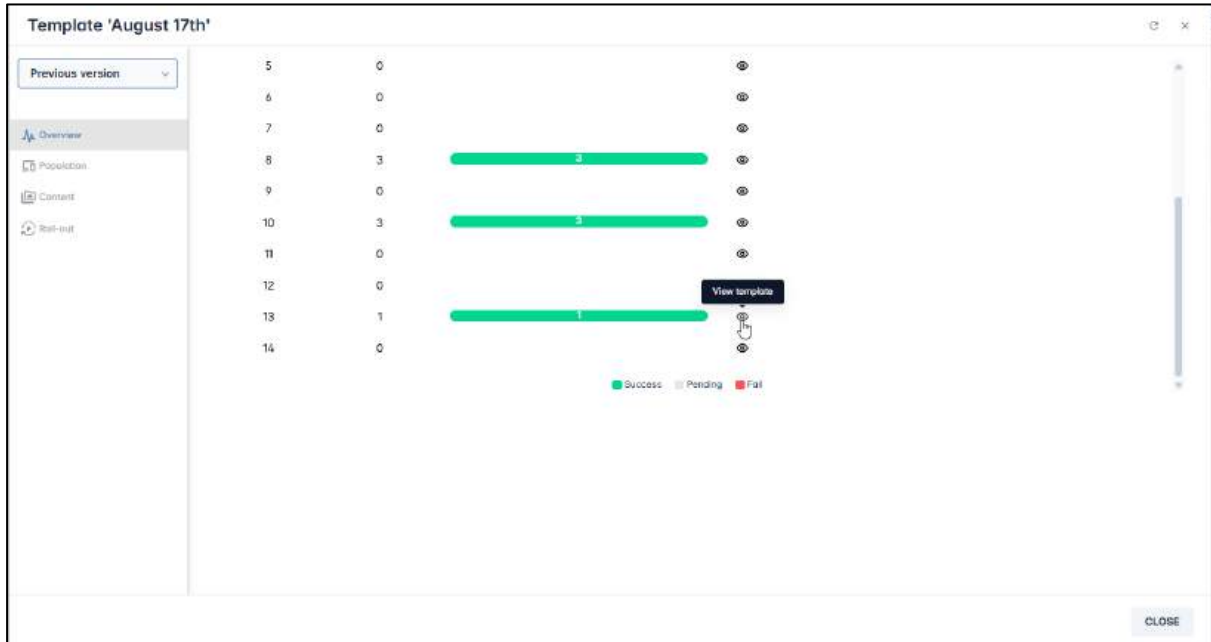 Template 'August 17th'
Previous version
Overview
Population
Content
Roll-out
5 0
6 0
7 0
8 3 3
9 0
10 3 3
11 0
12 0
View template
13 1 1
14 0
Success Pending Fail
CLOSE